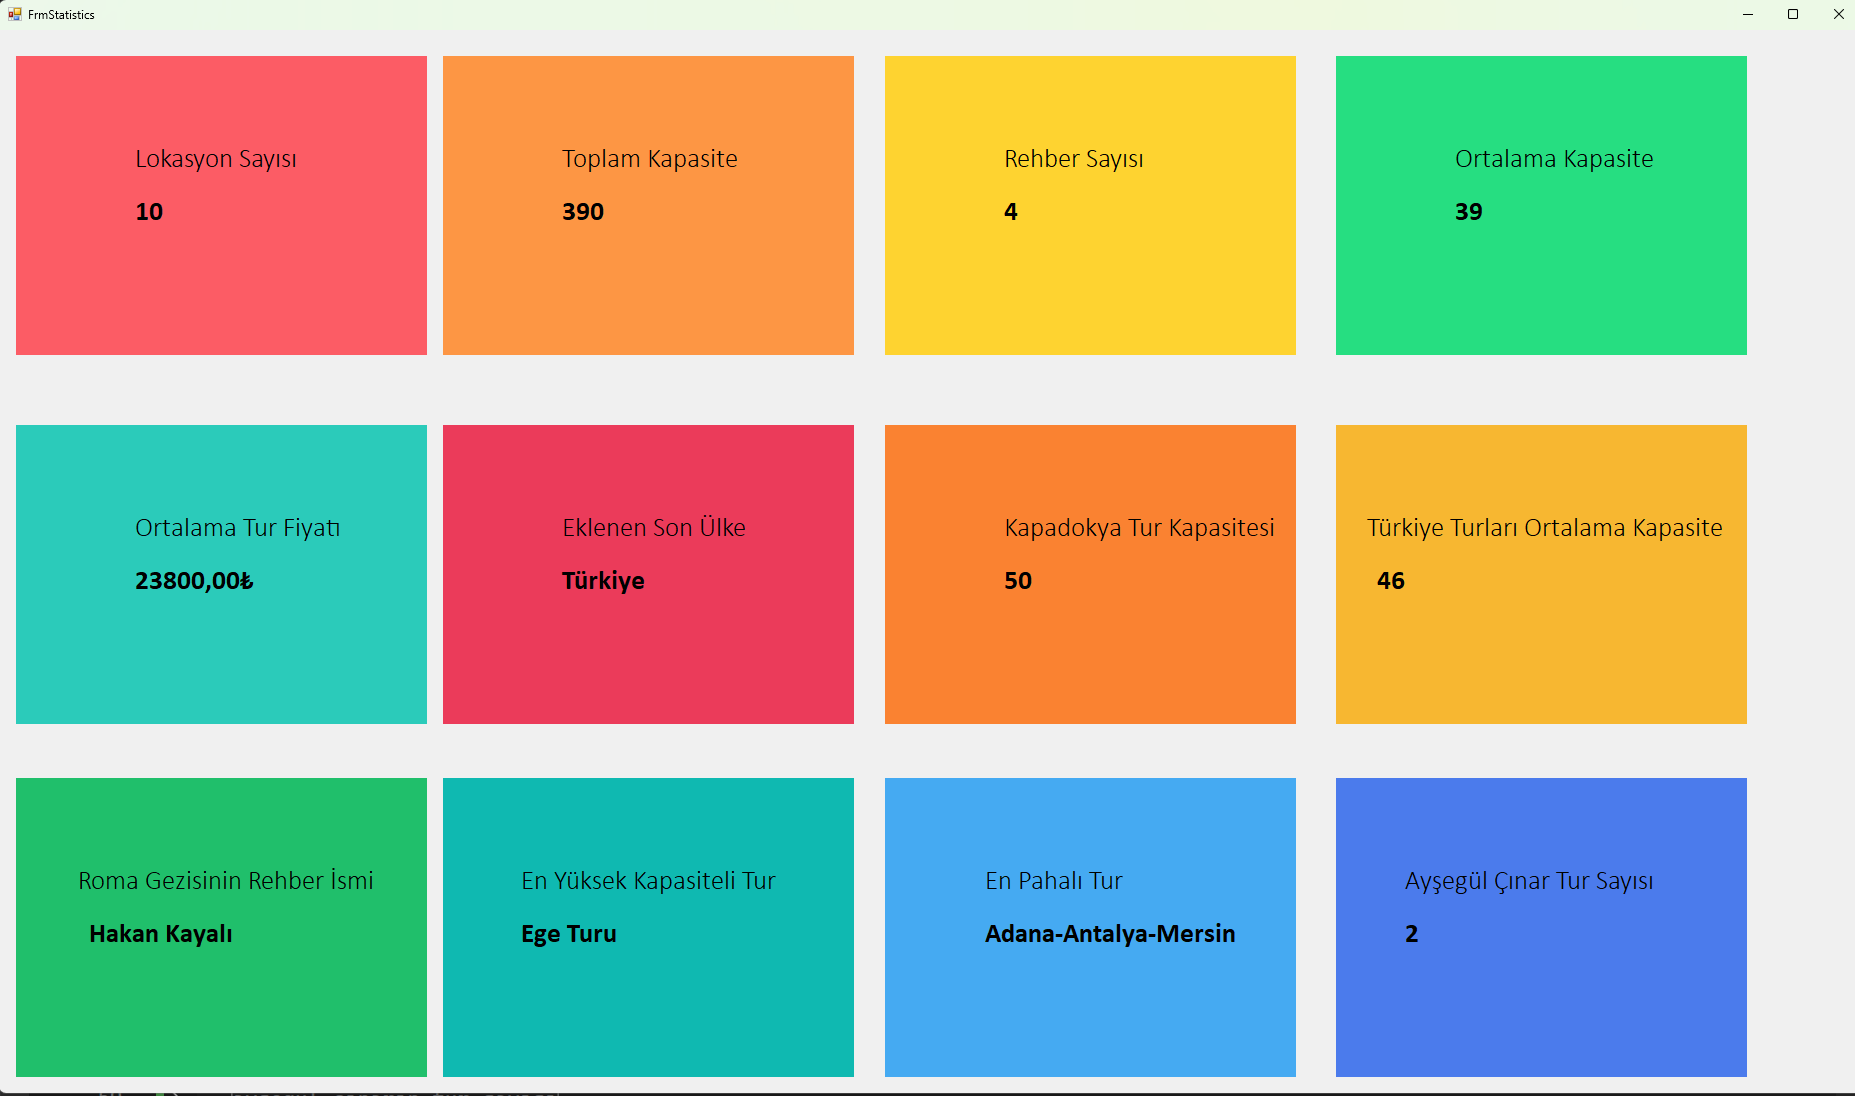 FrmStatistics
Lokasyon Sayısı
10
Toplam Kapasite
390
Rehber Sayısı
4
Ortalama Kapasite
39
Ortalama Tur Fiyatı
23800,00₺
Eklenen Son Ülke
Türkiye
Kapadokya Tur Kapasitesi
50
Türkiye Turları Ortalama Kapasite
46
Roma Gezisinin Rehber İsmi
Hakan Kayalı
En Yüksek Kapasiteli Tur
Ege Turu
En Pahalı Tur
Adana-Antalya-Mersin
Ayşegül Çınar Tur Sayısı
2